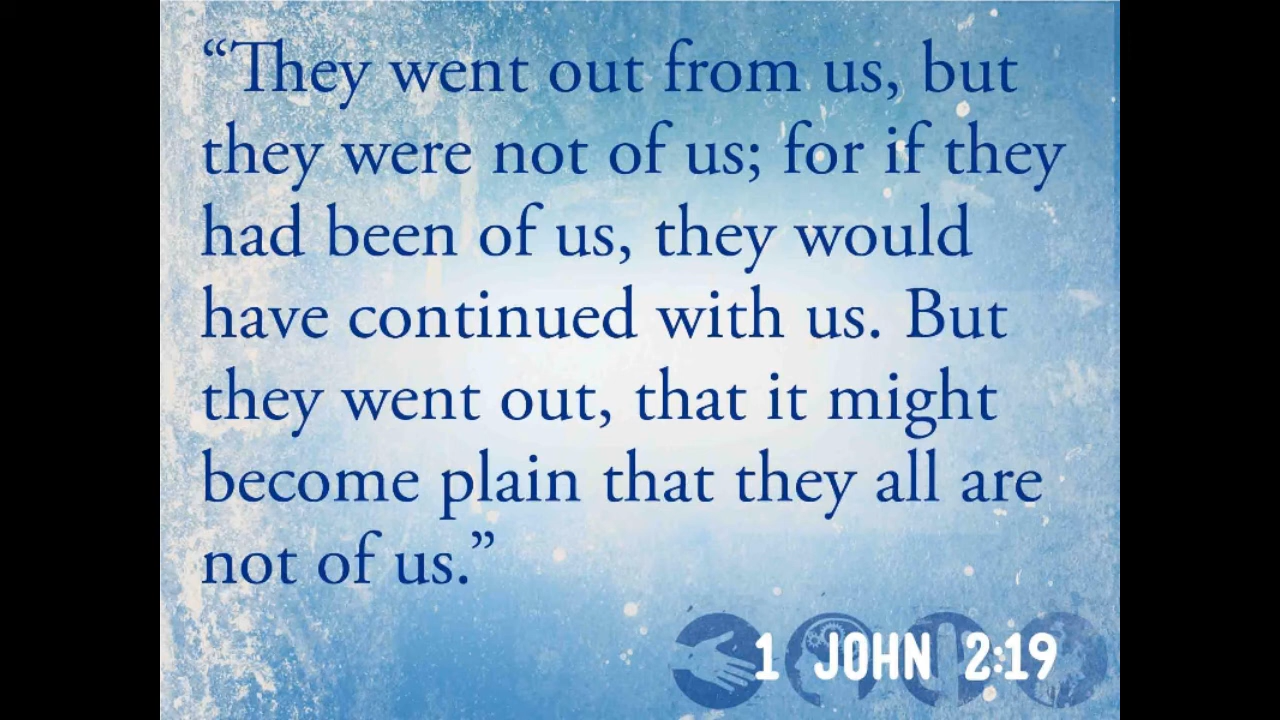 “They went out from us, but
they were not of us; for if they
had been of us, they would
have continued with us. But
they went out, that it might
become plain that they all are
not of us.”
1 JOHN 2:19